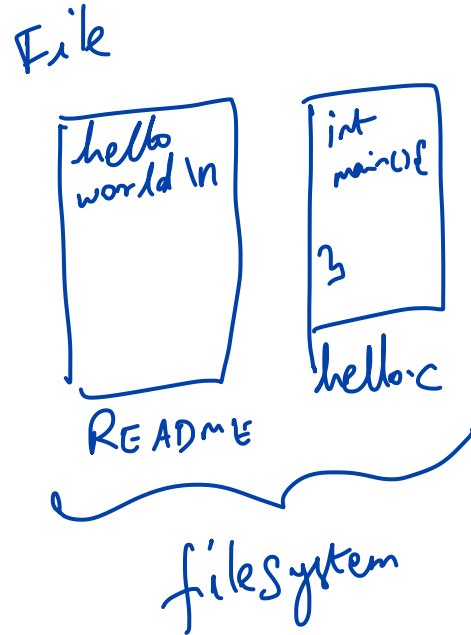 File
hello
world \n
README
int
main(){
}
hello.c
filesystem